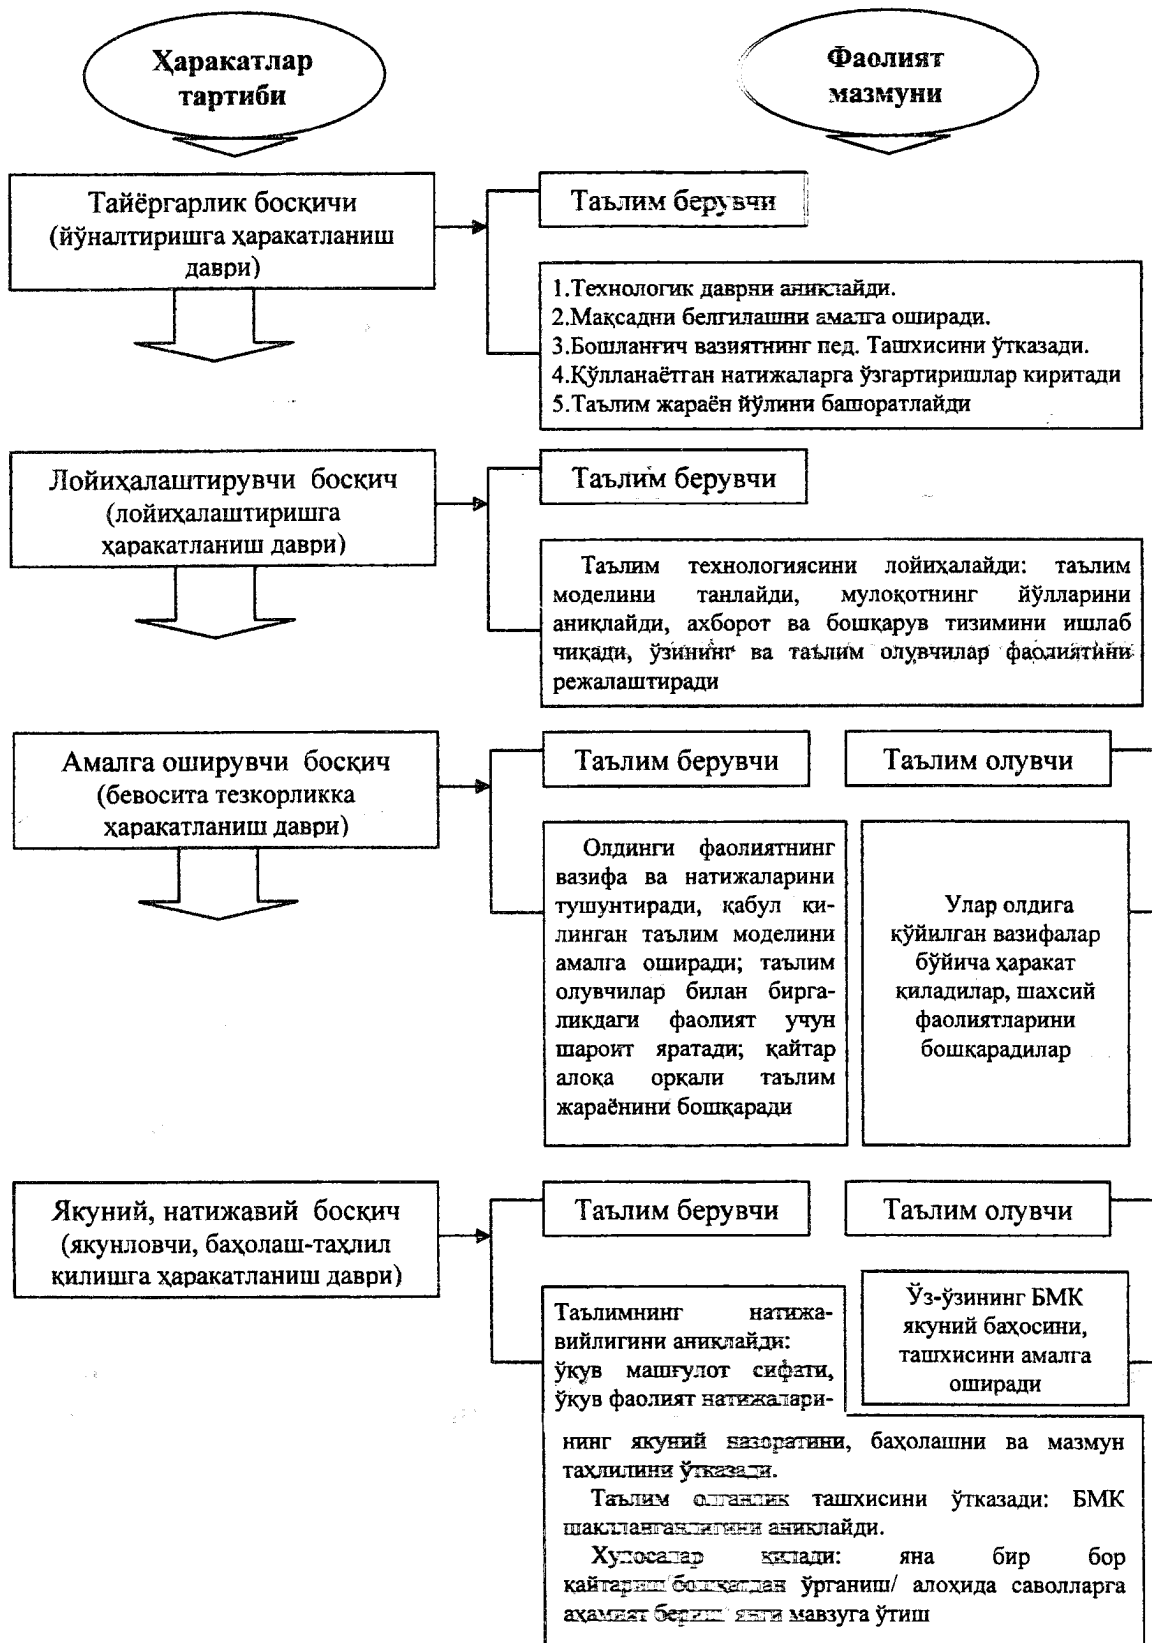 Ҳаракатлар
тартиби
Фаолият
мазмуни
Тайёргарлик босқичи
(йўналтиришга ҳаракатланиш
даври)
Таълим берувчи
1.Технологик даврни аниклайди.
2.Мақсадни белгилашни амалга оширади.
3.Бошланғич вазиятнинг пед. Ташхисини ўтказади.
4.Қўлланаётган натижаларга ўзгартиришлар киритади
5.Таълим жараён йўлини башоратлайди
Лойиҳалаштирувчи босқич
(лойиҳалаштиришга
ҳаракатланиш даври)
Таълим берувчи
Таълим технологиясини лойиҳалайди: таълим
моделини танлайди, мулоқотнинг йўлларини
аниқлайди, ахборот ва бошқарув тизимини ишлаб
чиқади, ўзининг ва таълим олувчилар фаолиятини
режалаштиради
Амалга оширувчи босқич
(бевосита тезкорликка
ҳаракатланиш даври)
Таълим берувчи
Олдинги фаолиятнинг
вазифа ва натижаларини
тушунтиради, қабул қи-
линган таълим моделини
амалга оширади; таълим
олувчилар билан бирга-
ликдаги фаолият учун
шароит яратади; қайтар
алоқа орқали таълим
жараёнини бошқаради
Таълим олувчи
Улар олдига
қўйилган вазифалар
бўйича ҳаракат
қиладилар, шахсий
фаолиятларини
бошқарадилар
Якуний, натижавий босқич
(якунловчи, баҳолаш-таҳлил
қилишга ҳаракатланиш даври)
Таълим берувчи
Таълимнинг натижа-
вийлигини аниқлайди:
ўқув машғулот сифати,
ўқув фаолият натижалари-
Таълим олувчи
Ўз-ўзининг БМК
якуний баҳосини,
ташхисини амалга
оширади
нинг якуний назоратини, баҳолашни ва мазмун
таҳлилини ўтказади.
Таълим олганлик ташхисини ўтказади: БМК
шаклланганлигини аниклайди.
Хулосалар қилади: яна бир бор
қайтариш/бошқатдан ўрганиш/ алоҳида саволларга
аҳамият бериш/ янги мавзуга ўтиш